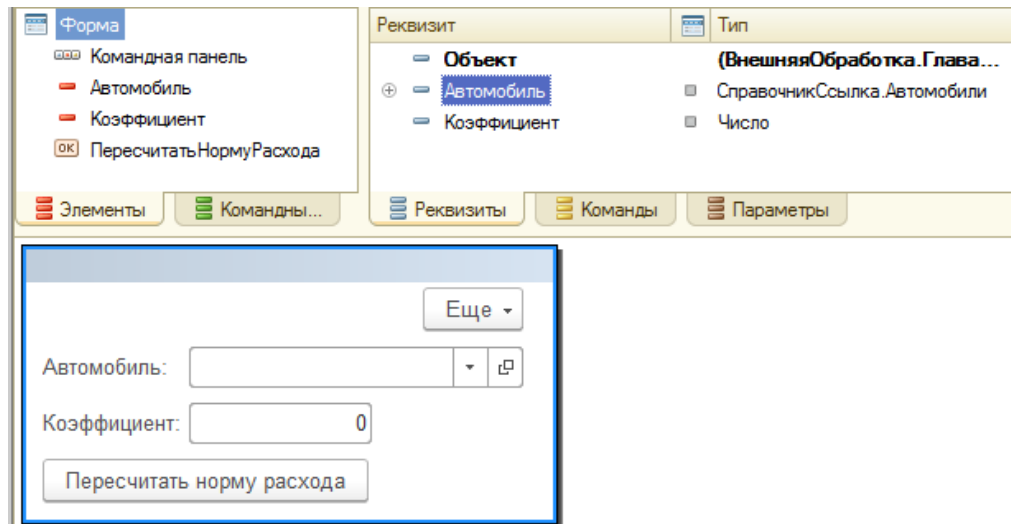 Форма
Командная панель
Автомобиль
Коэффициент
OK ПересчитатьНормуРасхода
Элементы Командны...
Реквизит Тип
Объект (ВнешняяОбработка.Глава...
Автомобиль СправочникСсылка.Автомобили
Коэффициент Число
Реквизиты Команды Параметры
Еще
Автомобиль:
Коэффициент: 0
Пересчитать норму расхода